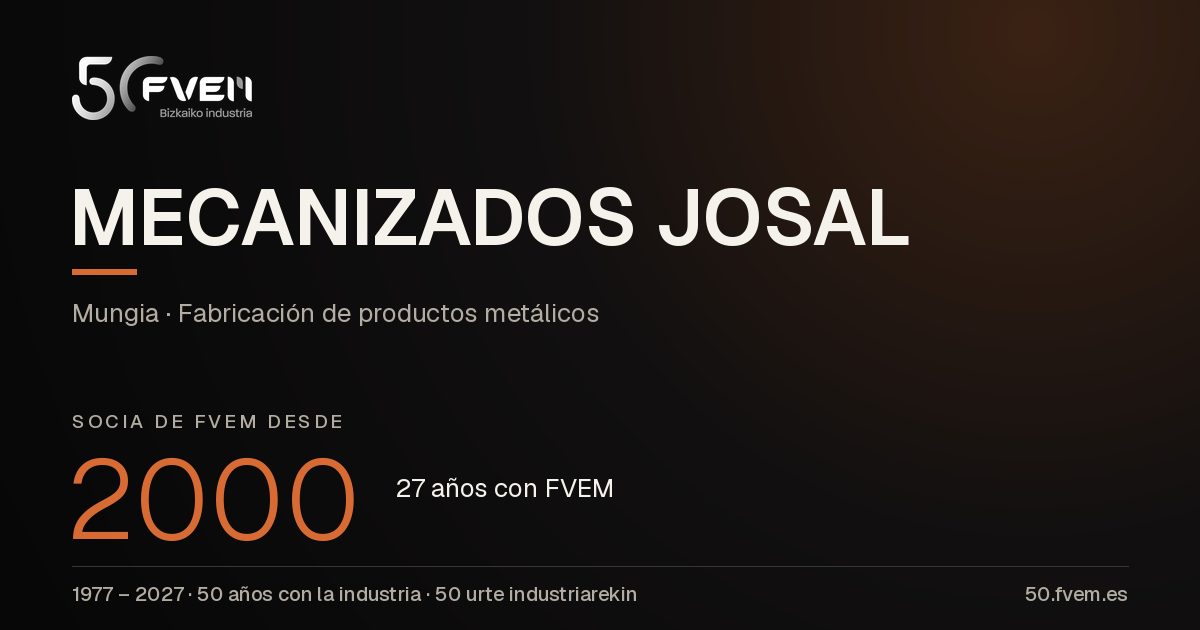 50 FVEM
Bizkaiko industria
MECANIZADOS JOSAL
Mungia · Fabricación de productos metálicos
SOCIA DE FVEM DESDE
2000
27 años con FVEM
1977 – 2027 · 50 años con la industria · 50 urte industriarekin
50.fvem.es